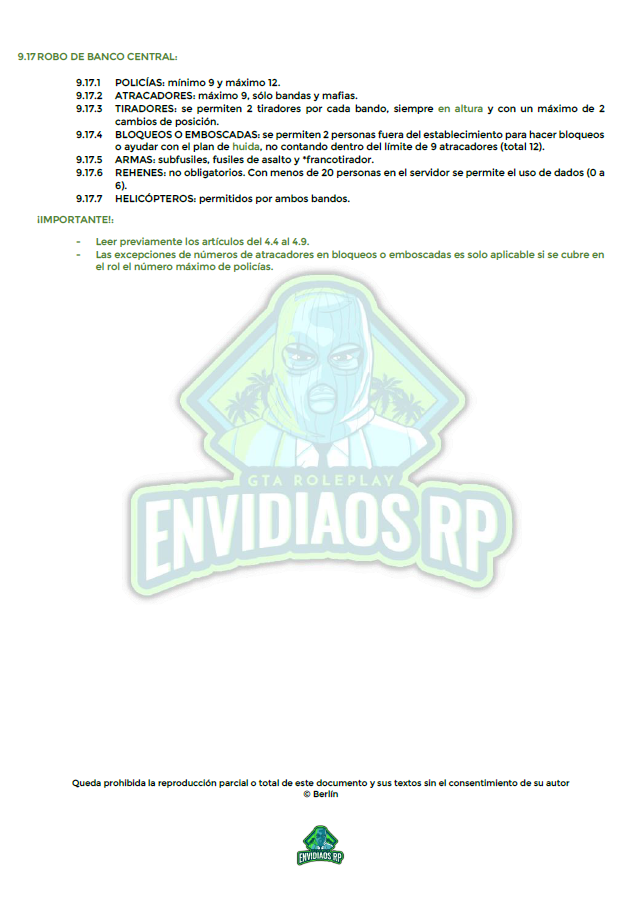 9.17 ROBO DE BANCO CENTRAL:
9.17.1 POLICÍAS: mínimo 9 y máximo 12.
9.17.2 ATRACADORES: máximo 9, sólo bandas y mafias.
9.17.3 TIRADORES: se permiten 2 tiradores por cada bando, siempre en altura y con un máximo de 2
cambios de posición.
9.17.4 BLOQUEOS O EMBOSCADAS: se permiten 2 personas fuera del establecimiento para hacer bloqueos
o ayudar con el plan de huida, no contando dentro del límite de 9 atracadores (total 12).
9.17.5 ARMAS: subfusiles, fusiles de asalto y *francotirador.
9.17.6 REHENES: no obligatorios. Con menos de 20 personas en el servidor se permite el uso de dados (0 a
6).
9.17.7 HELICÓPTEROS: permitidos por ambos bandos.
¡IMPORTANTE!:
- Leer previamente los artículos del 4.4 al 4.9.
- Las excepciones de números de atracadores en bloqueos o emboscadas es solo aplicable si se cubre en
el rol el número máximo de policías.
GTA ROLEPLAY
ENVIDIAOS RP
Queda prohibida la reproducción parcial o total de este documento y sus textos sin el consentimiento de su autor
© Berlín
ENVIDIAOS RP